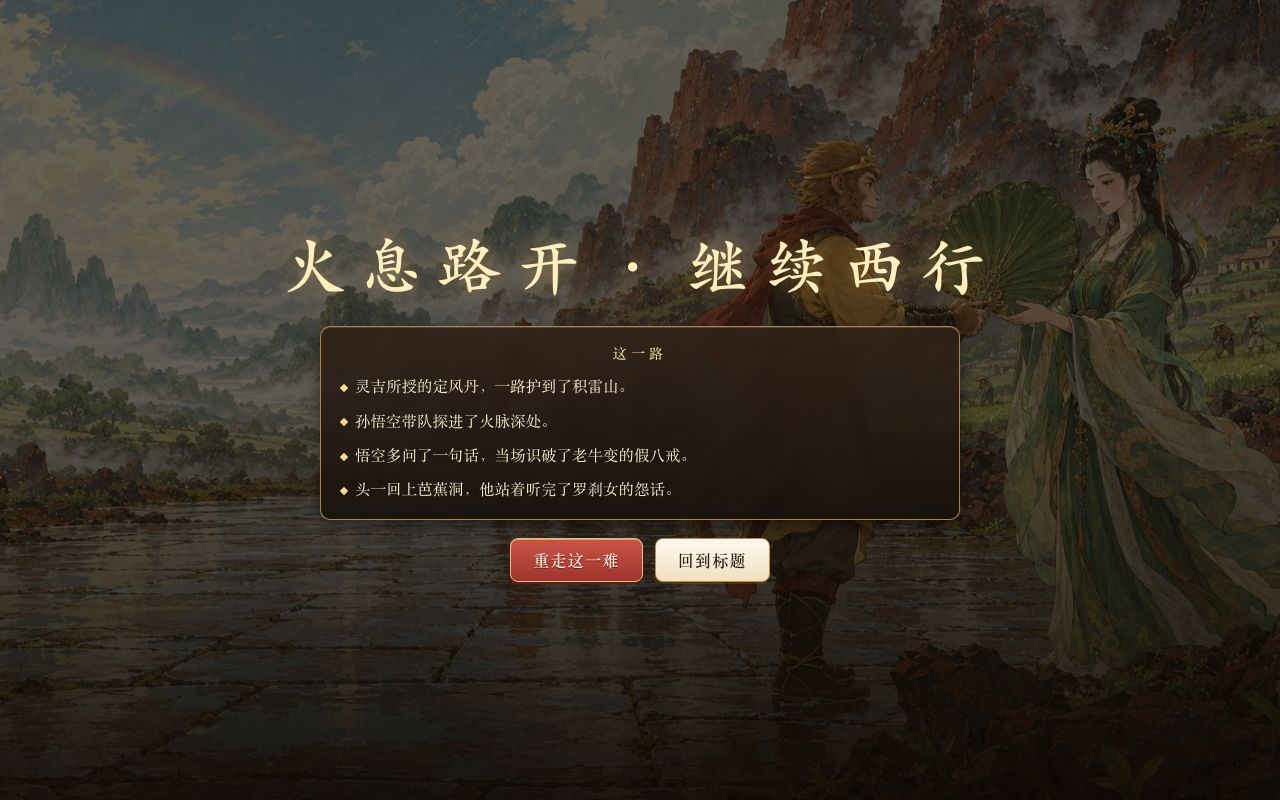 火息路开·继续西行
这一路
◆ 灵吉所授的定风丹，一路护到了积雷山。
◆ 孙悟空带队探进了火脉深处。
◆ 悟空多问了一句话，当场识破了老牛变的假八戒。
◆ 头一回上芭蕉洞，他站着听完了罗刹女的怨话。
重走这一难
回到标题